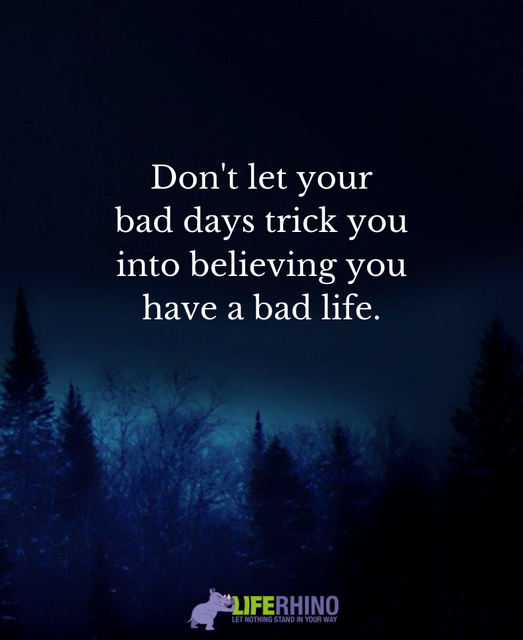 Don't let your
bad days trick you
into believing you
have a bad life.
LIFERHINO
LET NOTHING STAND IN YOUR WAY